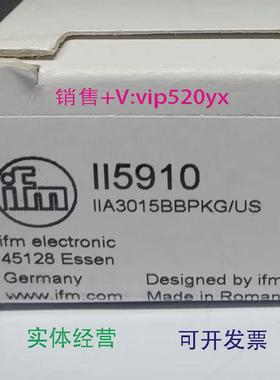 销售+V:vip520yx
ifm
II5910
IIA3015BBPKG/US
ifm electronic
45128 Essen
Germany
Designed by ifm
www.ifm.com
Made in Roman
实体经营
可开发票